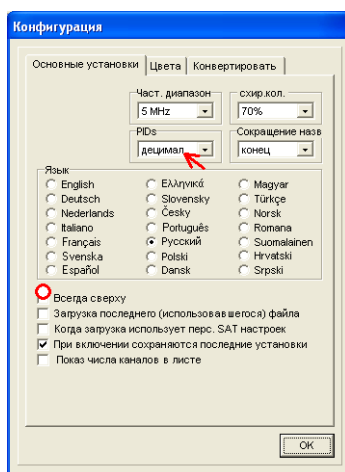 Конфигурация
Основные установки Цвета Конвертировать
Част. диапазон схир.кол.
5 MHz 70%
PIDs Сокращение назв
децимал конец
Язык
English Ελληνικά Magyar
Deutsch Slovensky Türkçe
Nederlands Česky Norsk
Italiano Português Romana
Français Русский Suomalainen
Svenska Polski Hrvatski
Español Dansk Srpski
Всегда сверху
Загрузка последнего (использовавшегося) файла
Когда загрузка использует перс. SAT настроек
При включении сохраняются последние установки
Показ числа каналов в листе
OK